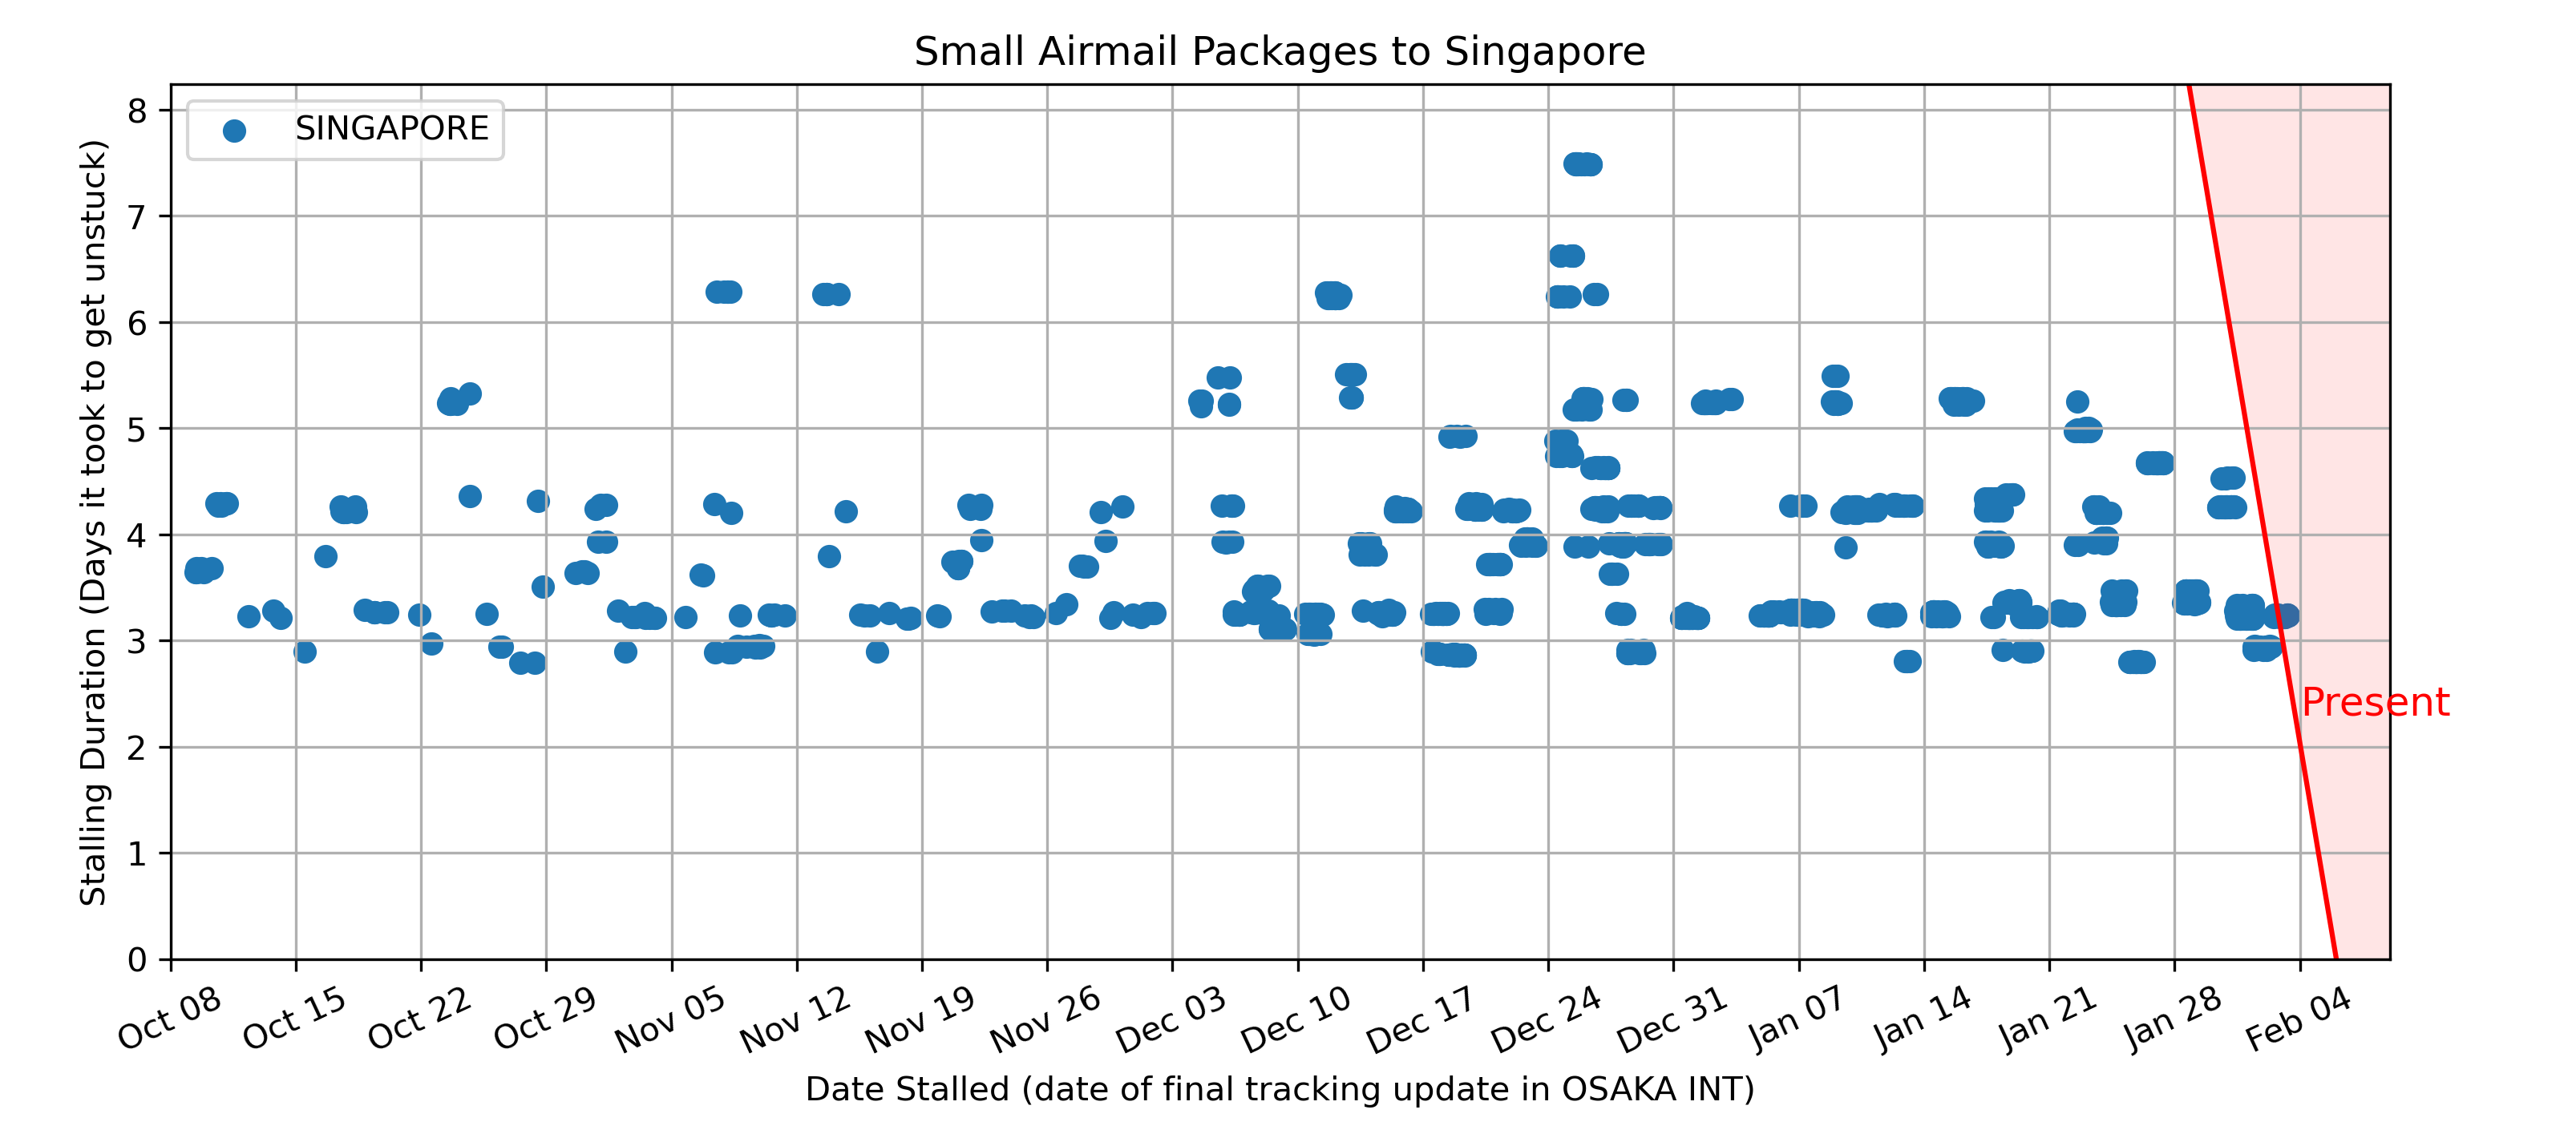 Small Airmail Packages to Singapore
SINGAPORE
Stalling Duration (Days it took to get unstuck)
8
7
6
5
4
3
2
1
0
Present
Oct 08
Oct 15
Oct 22
Oct 29
Nov 05
Nov 12
Nov 19
Nov 26
Dec 03
Dec 10
Dec 17
Dec 24
Dec 31
Jan 07
Jan 14
Jan 21
Jan 28
Feb 04
Date Stalled (date of final tracking update in OSAKA INT)